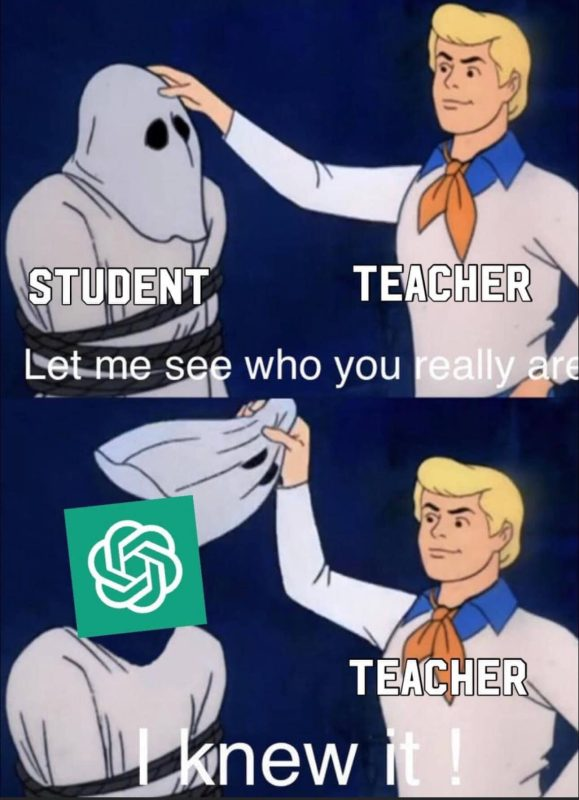 STUDENT
TEACHER
Let me see who you really are
TEACHER
I knew it !